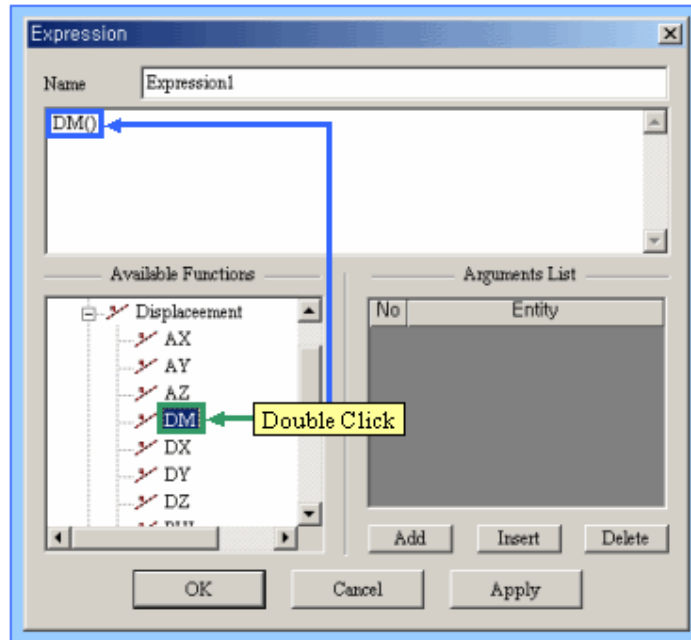 Expression
Name Expression1
DM()
Available Functions
Arguments List
Displaceement
AX
AY
AZ
DM
Double Click
DX
DY
DZ
No Entity
Add Insert Delete
OK Cancel Apply